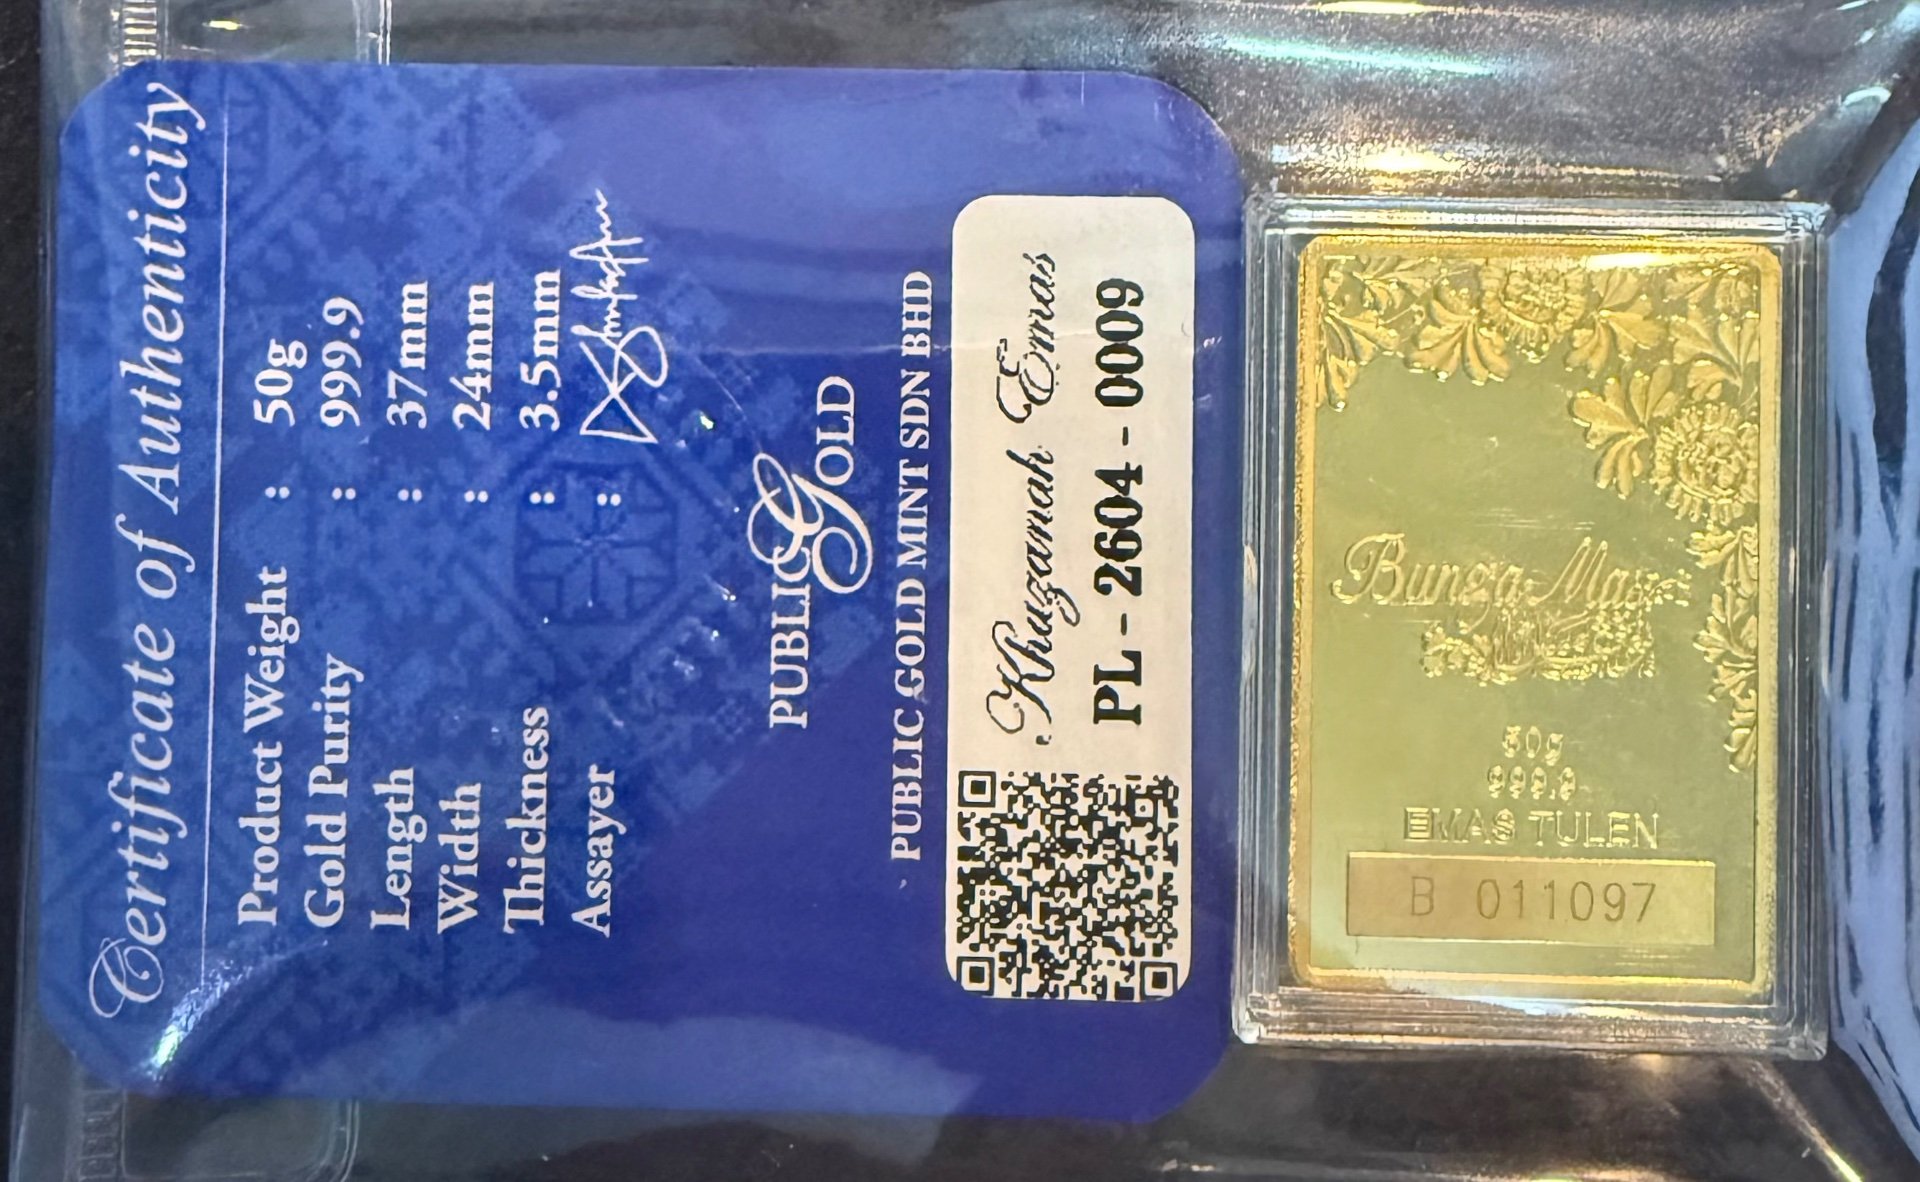 Certificate of Authenticity
Product Weight : 50g
Gold Purity : 999.9
Length : 37mm
Width : 24mm
Thickness : 3.5mm
Assayer :
PUBLIC GOLD
PUBLIC GOLD MINT SDN BHD
Khuzanah Emas
PL - 2604 - 0009
Bunga Mas
50g
999.9
EMAS TULEN
B 011097